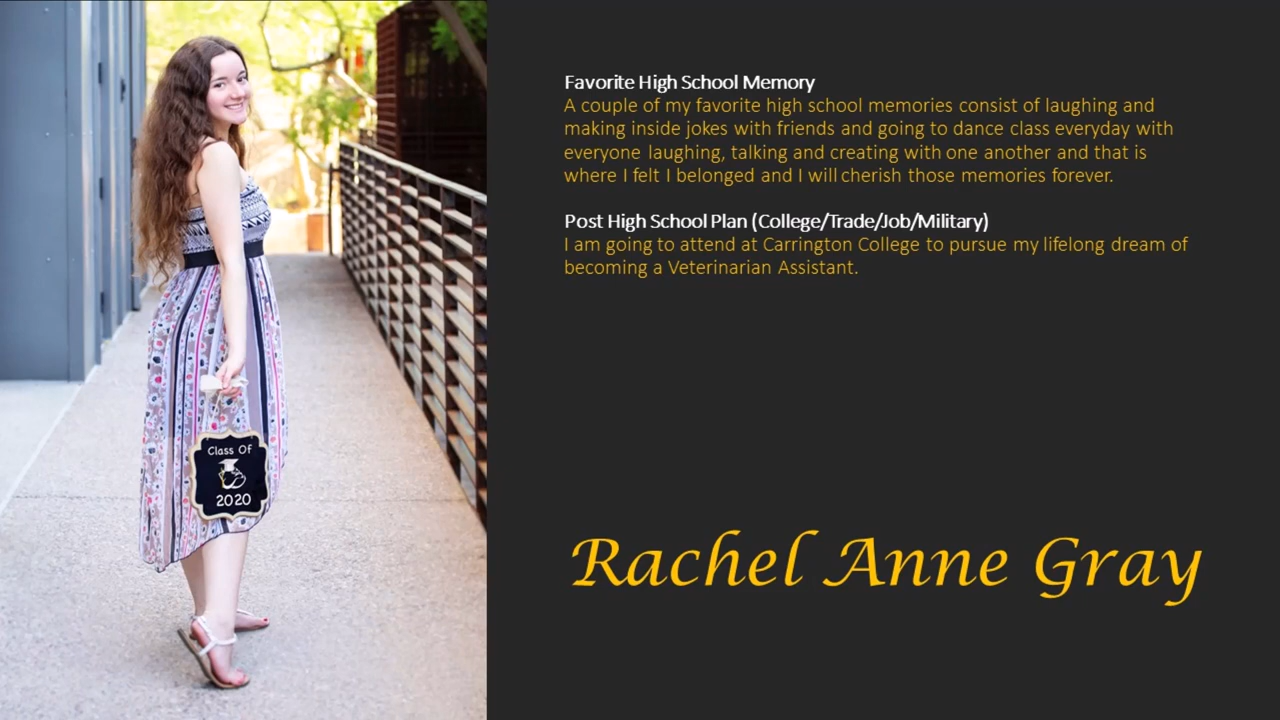 Favorite High School Memory
A couple of my favorite high school memories consist of laughing and
making inside jokes with friends and going to dance class everyday with
everyone laughing, talking and creating with one another and that is
where I felt I belonged and I will cherish those memories forever.
Post High School Plan (College/Trade/Job/Military)
I am going to attend at Carrington College to pursue my lifelong dream of
becoming a Veterinarian Assistant.
Class Of
2020
Rachel Anne Gray